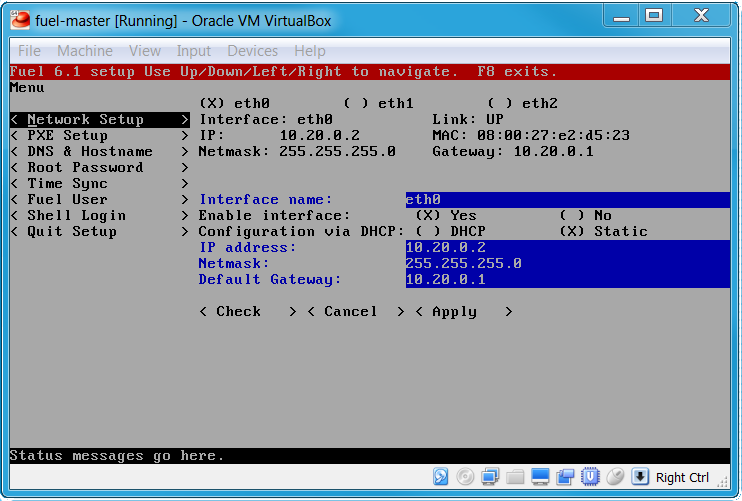 fuel-master [Running] - Oracle VM VirtualBox
File Machine View Input Devices Help
Fuel 6.1 setup Use Up/Down/Left/Right to navigate. F8 exits.
Menu
(X) eth0 ( ) eth1 ( ) eth2
< Network Setup > Interface: eth0 Link: UP
< PXE Setup > IP: 10.20.0.2 MAC: 08:00:27:e2:d5:23
< DNS & Hostname > Netmask: 255.255.255.0 Gateway: 10.20.0.1
< Root Password >
< Time Sync >
< Fuel User > Interface name: eth0
< Shell Login > Enable interface: (X) Yes ( ) No
< Quit Setup > Configuration via DHCP: ( ) DHCP (X) Static
IP address: 10.20.0.2
Netmask: 255.255.255.0
Default Gateway: 10.20.0.1
< Check > < Cancel > < Apply >
Status messages go here.
Right Ctrl